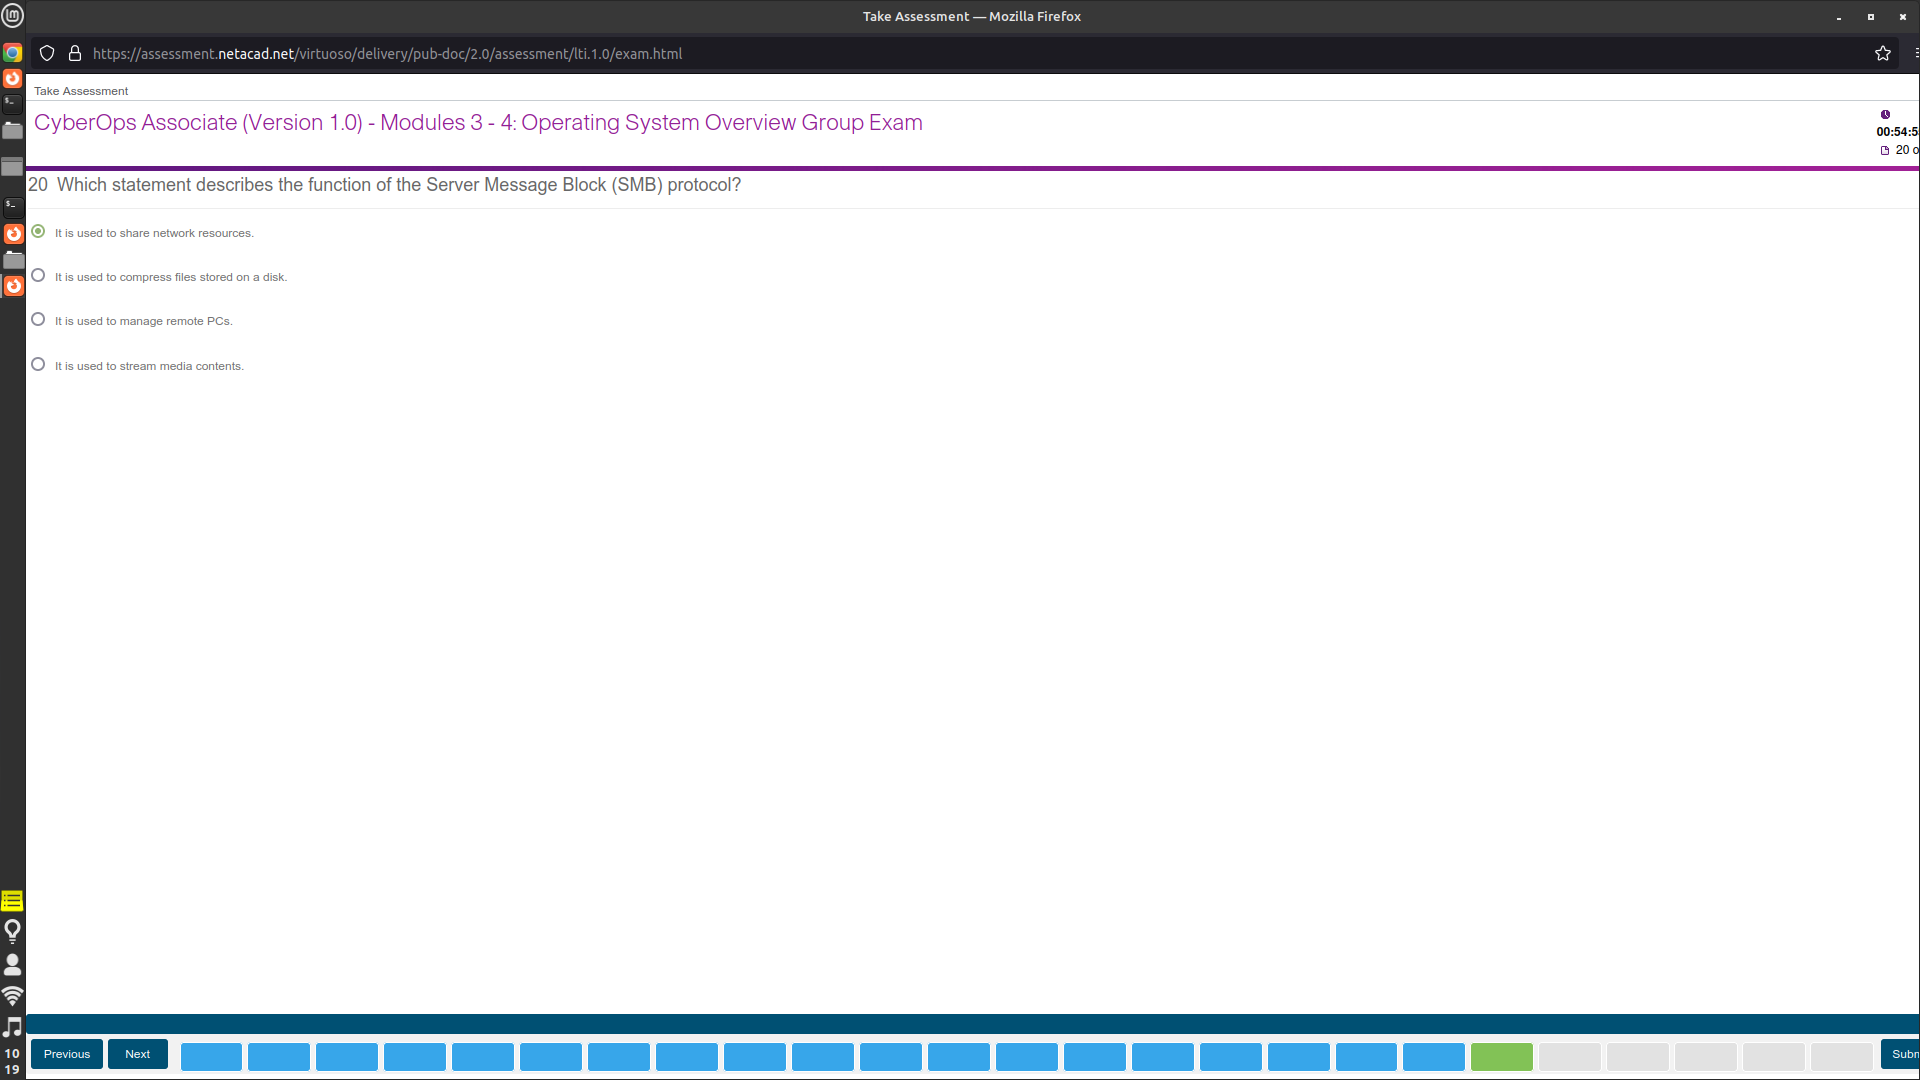 Take Assessment — Mozilla Firefox
https://assessment.netacad.net/virtuoso/delivery/pub-doc/2.0/assessment/lti.1.0/exam.html
Take Assessment
CyberOps Associate (Version 1.0) - Modules 3 - 4: Operating System Overview Group Exam
00:54:5
20 o
20 Which statement describes the function of the Server Message Block (SMB) protocol?
It is used to share network resources.
It is used to compress files stored on a disk.
It is used to manage remote PCs.
It is used to stream media contents.
Previous
Next
Subm
10
19